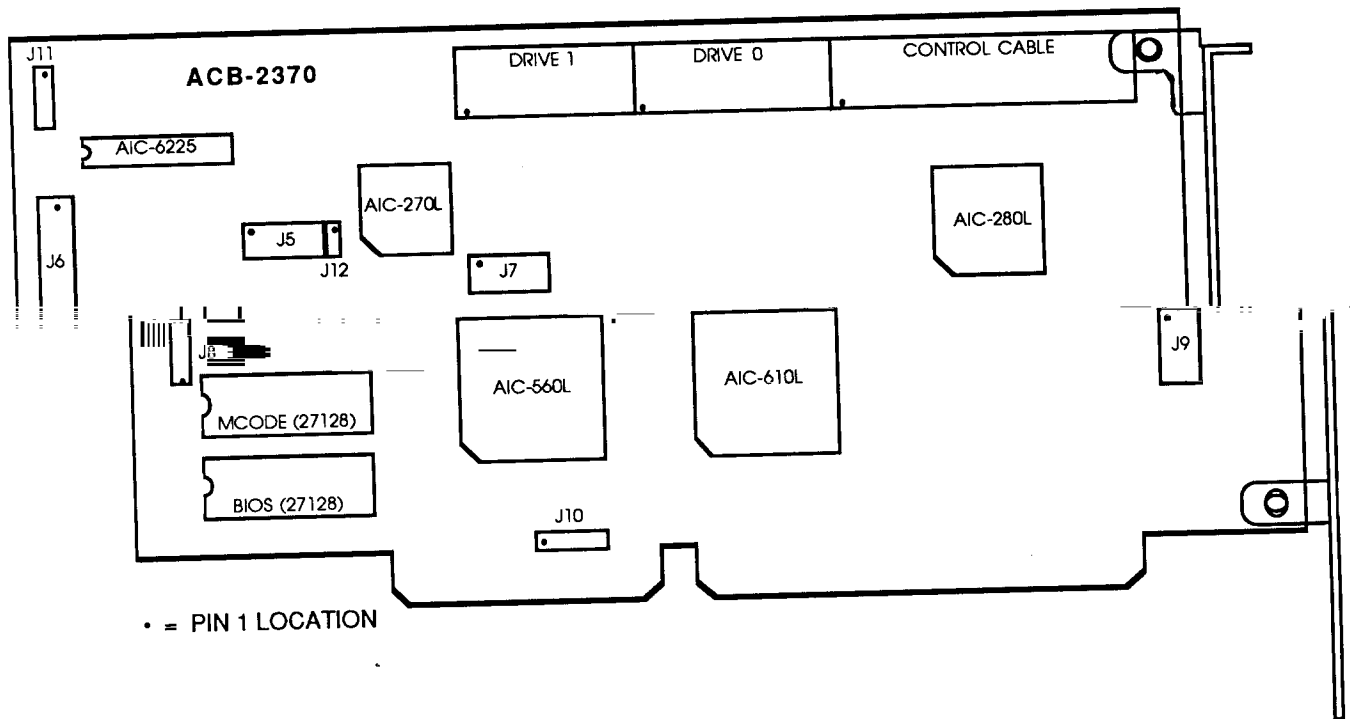 J11
ACB-2370
DRIVE 1
DRIVE 0
CONTROL CABLE
AIC-6225
AIC-270L
AIC-280L
J6
J5
J12
J7
J9
AIC-560L
AIC-610L
MCODE (27128)
BIOS (27128)
J10
• = PIN 1 LOCATION